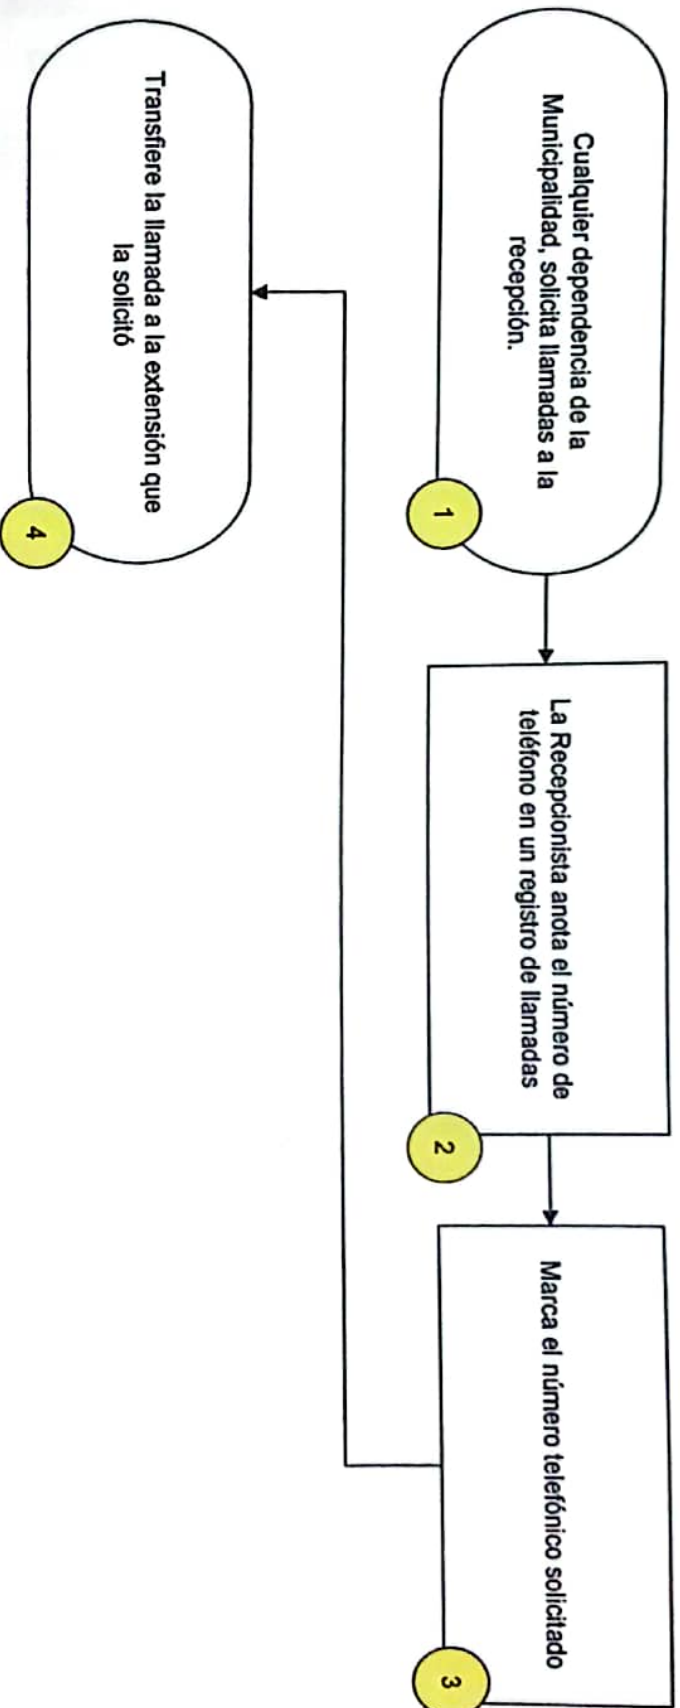 Cualquier dependencia de la
Municipalidad, solicita llamadas a la
recepción.
1
La Recepcionista anota el número de
teléfono en un registro de llamadas
2
Marca el número telefónico solicitado
3
Transfiere la llamada a la extensión que
la solicitó
4